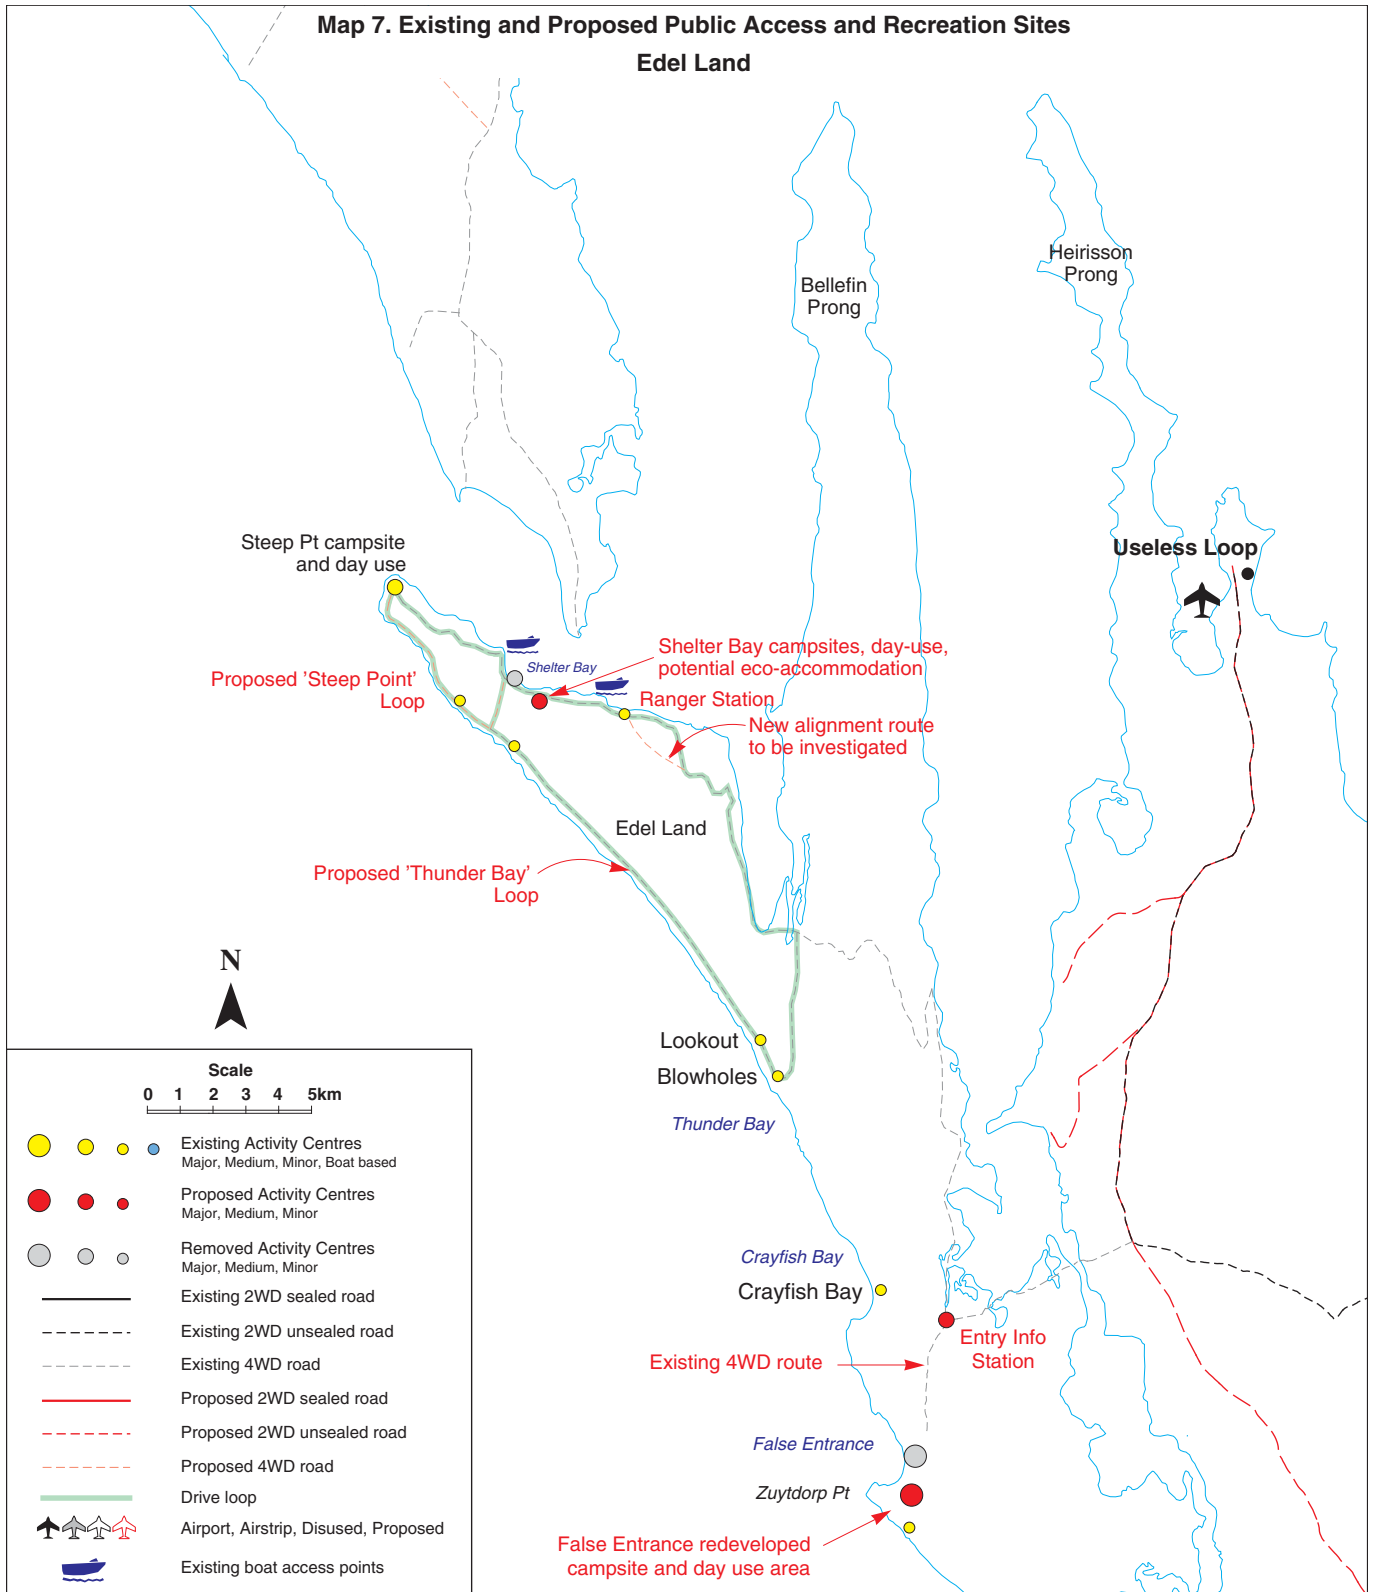 Map 7. Existing and Proposed Public Access and Recreation Sites
Edel Land
Heirisson
Prong
Bellefin
Prong
Steep Pt campsite
and day use
Useless Loop
Shelter Bay
Shelter Bay campsites, day-use,
potential eco-accommodation
Proposed 'Steep Point'
Loop
Ranger Station
New alignment route
to be investigated
Edel Land
Proposed 'Thunder Bay'
Loop
N
Lookout
Blowholes
Thunder Bay
Crayfish Bay
Crayfish Bay
Entry Info
Station
Existing 4WD route
False Entrance
Zuytdorp Pt
False Entrance redeveloped
campsite and day use area
Scale
0 1 2 3 4 5km
Existing Activity Centres
Major, Medium, Minor, Boat based
Proposed Activity Centres
Major, Medium, Minor
Removed Activity Centres
Major, Medium, Minor
Existing 2WD sealed road
Existing 2WD unsealed road
Existing 4WD road
Proposed 2WD sealed road
Proposed 2WD unsealed road
Proposed 4WD road
Drive loop
Airport, Airstrip, Disused, Proposed
Existing boat access points